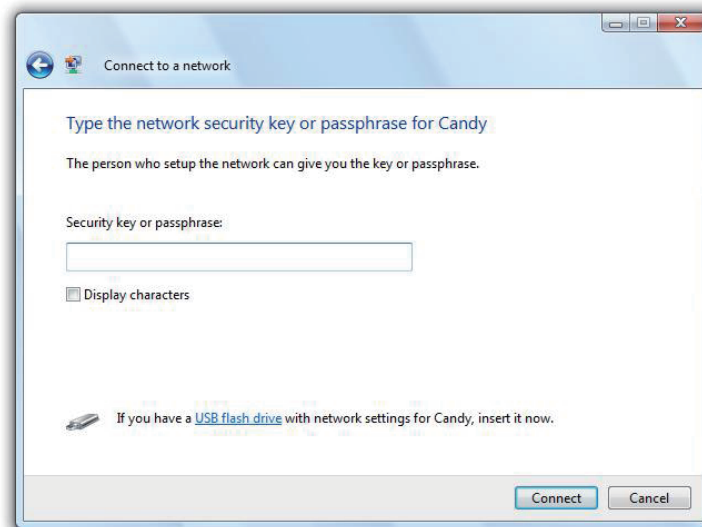 Connect to a network
Type the network security key or passphrase for Candy
The person who setup the network can give you the key or passphrase.
Security key or passphrase:
Display characters
If you have a USB flash drive with network settings for Candy, insert it now.
Connect Cancel